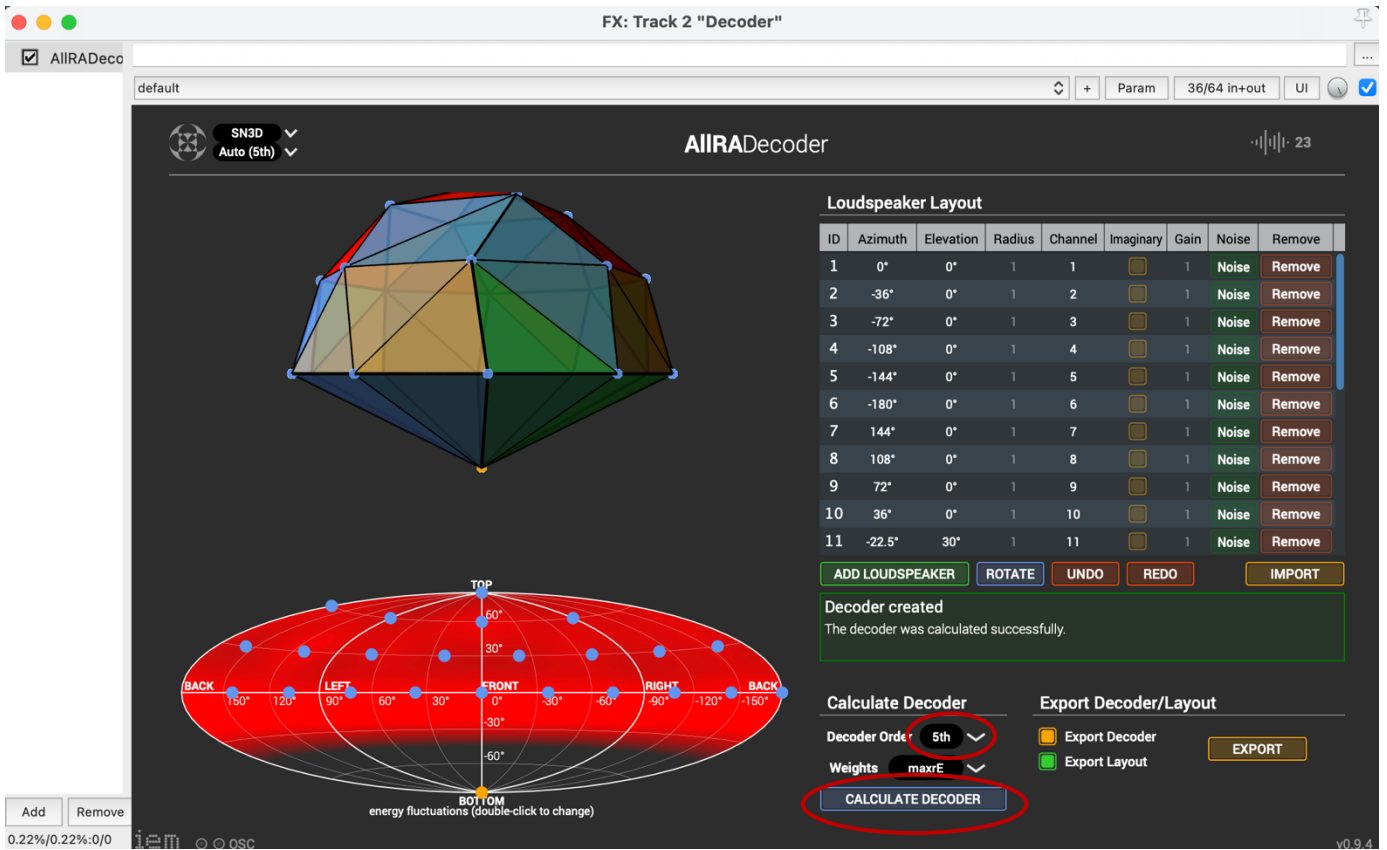 FX: Track 2 "Decoder"
AllRADeco
...
default
+
Param
36/64 in+out
UI
SN3D
Auto (5th)
AllRADecoder
23
Loudspeaker Layout
ID Azimuth Elevation Radius Channel Imaginary Gain Noise Remove
1 0° 0° 1 1 1 Noise Remove
2 -36° 0° 1 2 1 Noise Remove
3 -72° 0° 1 3 1 Noise Remove
4 -108° 0° 1 4 1 Noise Remove
5 -144° 0° 1 5 1 Noise Remove
6 -180° 0° 1 6 1 Noise Remove
7 144° 0° 1 7 1 Noise Remove
8 108° 0° 1 8 1 Noise Remove
9 72° 0° 1 9 1 Noise Remove
10 36° 0° 1 10 1 Noise Remove
11 -22.5° 30° 1 11 1 Noise Remove
ADD LOUDSPEAKER ROTATE UNDO REDO IMPORT
Decoder created
The decoder was calculated successfully.
TOP
60°
30°
BACK LEFT FRONT RIGHT BACK
150° 120° 90° 60° 30° 0° -30° -60° -90° -120° -150°
-30°
-60°
BOTTOM
energy fluctuations (double-click to change)
Calculate Decoder
Decoder Order 5th
Weights maxrE
CALCULATE DECODER
Export Decoder/Layout
Export Decoder
Export Layout
EXPORT
Add Remove
0.22%/0.22%:0/0
iem
OSC
v0.9.4